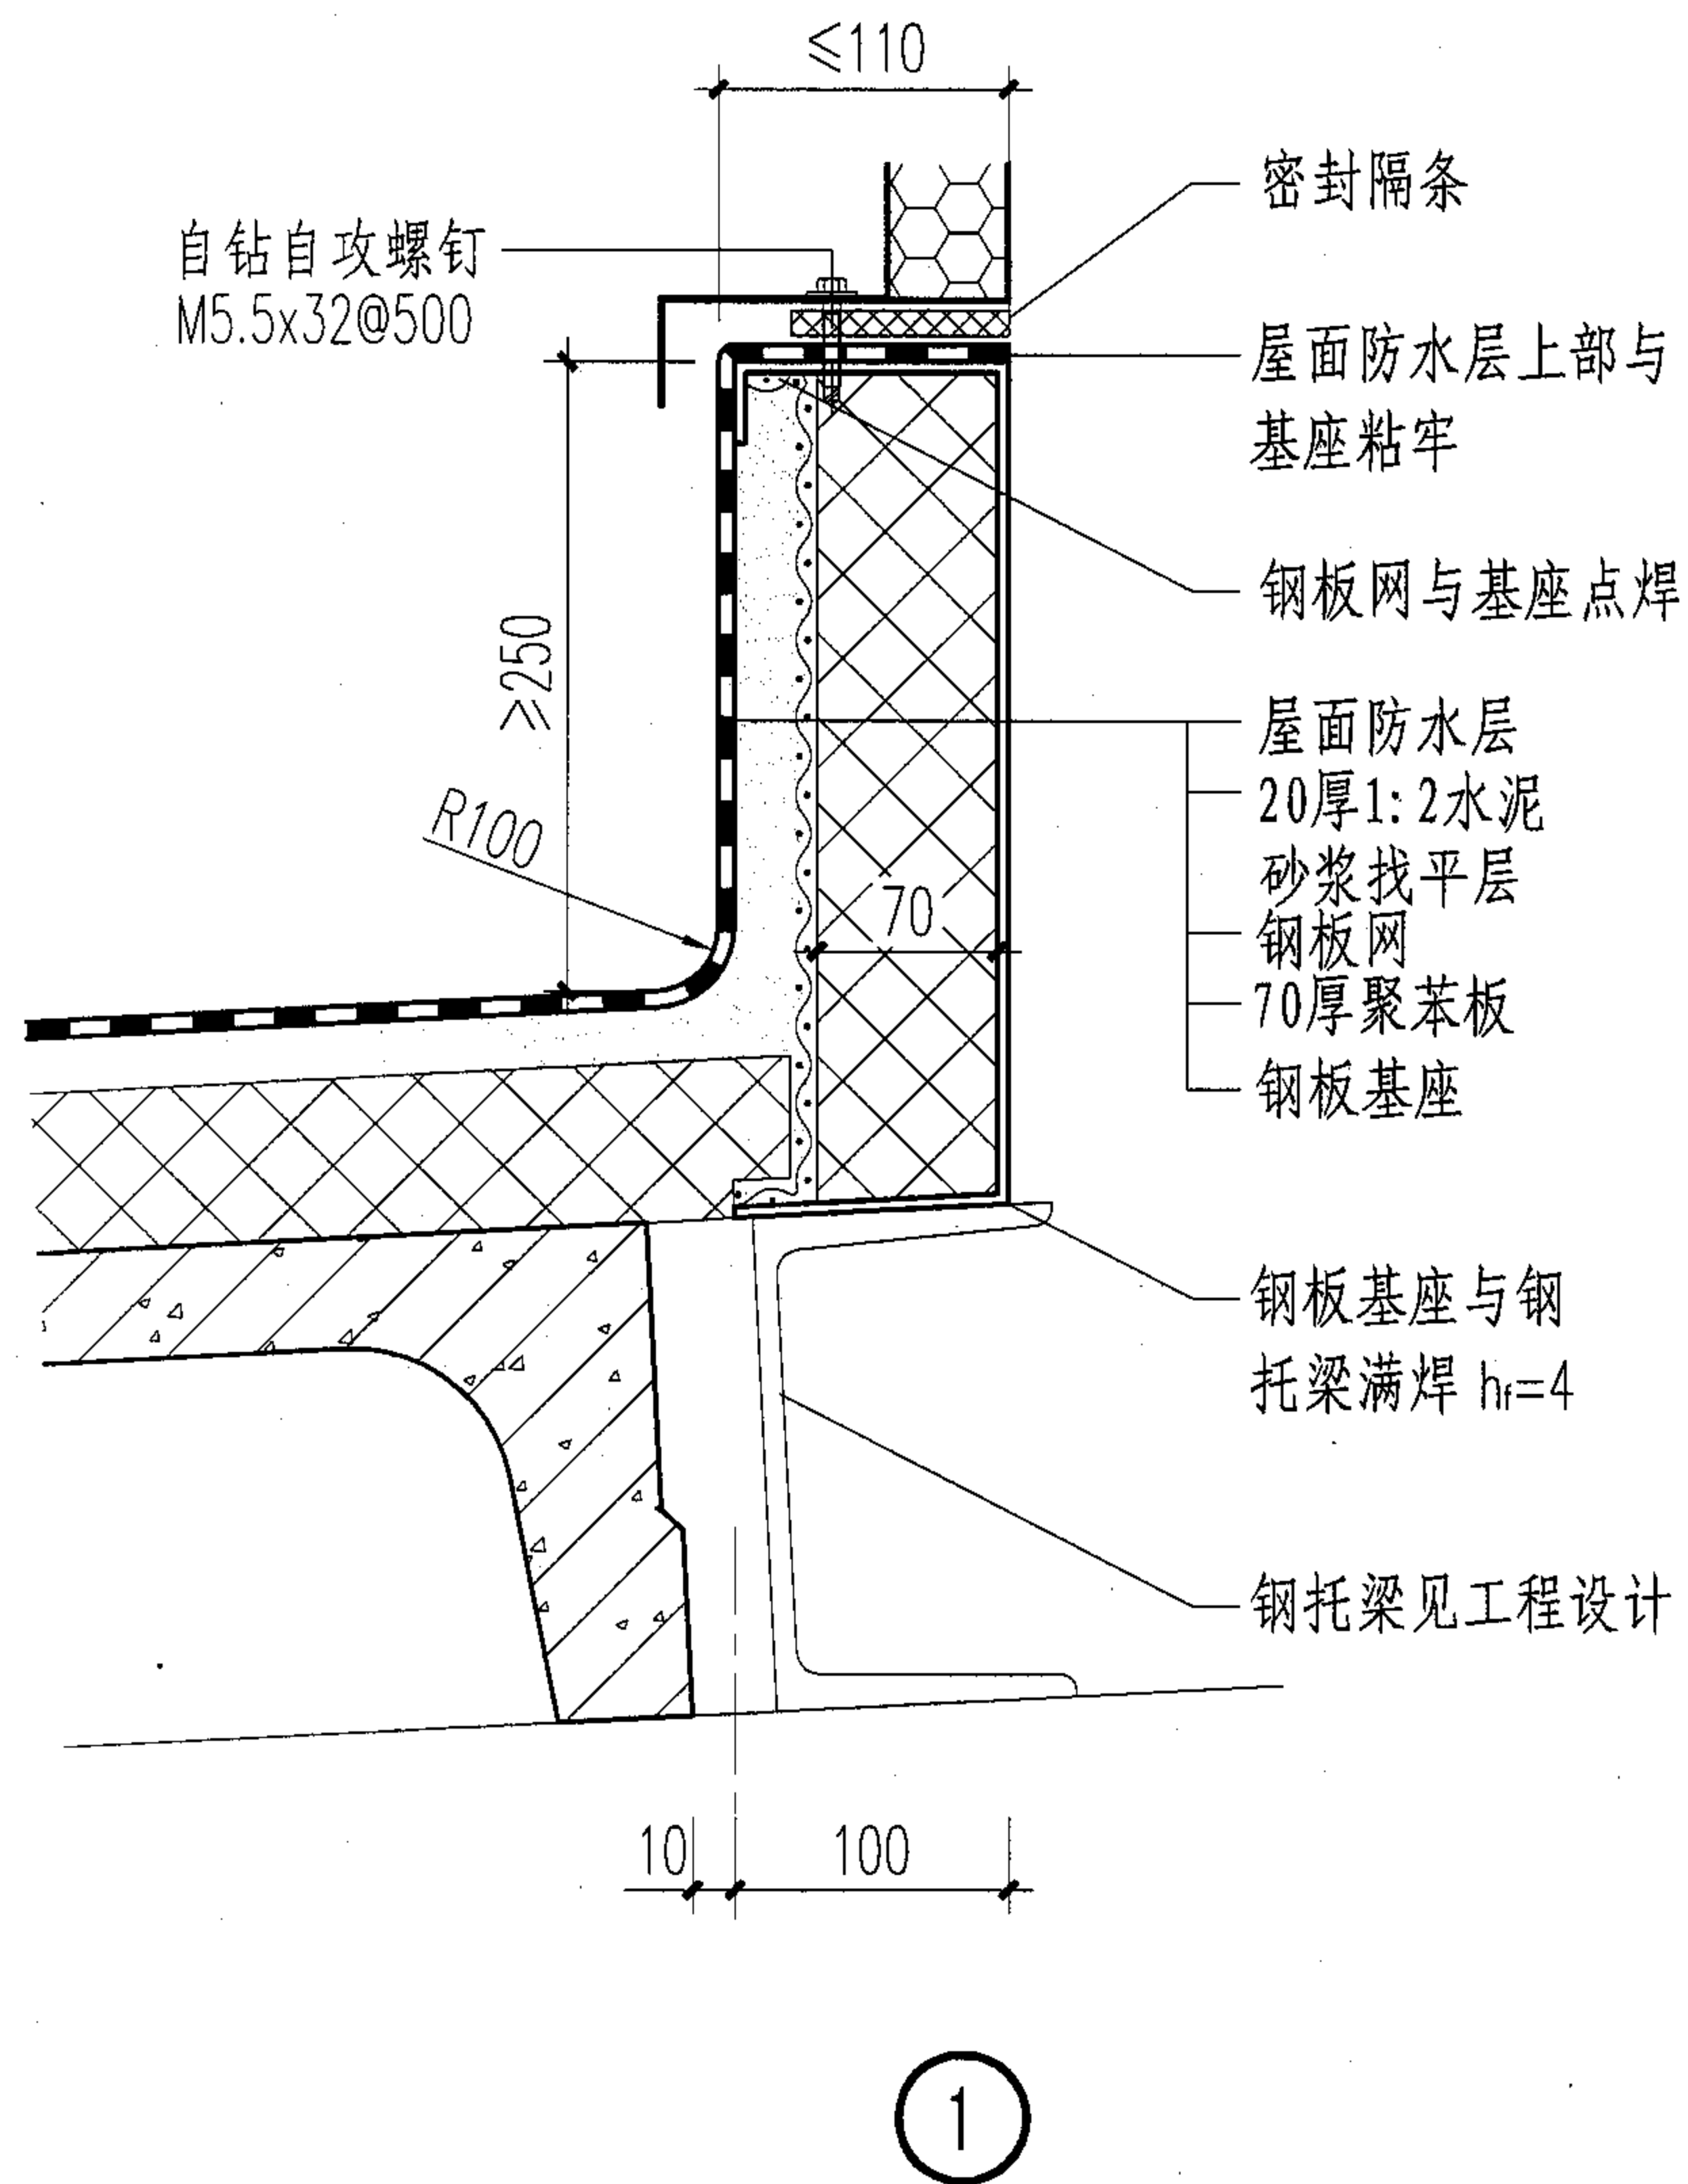 ≤110
密封隔条
自钻自攻螺钉
M5.5x32@500
屋面防水层上部与
基座粘牢
钢板网与基座点焊
≥250
屋面防水层
20厚1:2水泥
砂浆找平层
钢板网
70厚聚苯板
钢板基座
R100
70
钢板基座与钢
托梁满焊 hf=4
钢托梁见工程设计
10
100
1